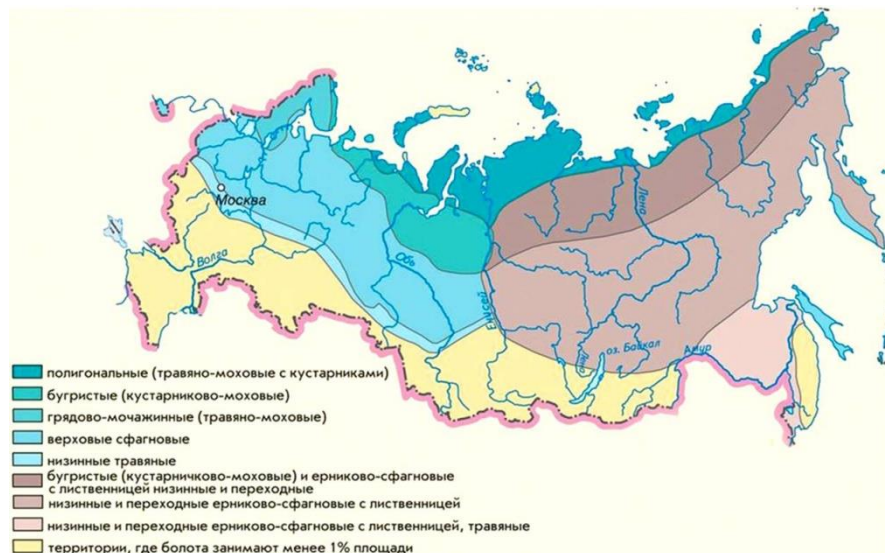 Москва
Волга
Обь
Енисей
Лена
Лена
оз. Байкал
Амур
полигональные (травяно-моховые с кустарниками)
бугристые (кустарниково-моховые)
грядово-мочажинные (травяно-моховые)
верховые сфагновые
низинные травяные
бугристые (кустарничково-моховые) и ерниково-сфагновые
с лиственницей низинные и переходные
низинные и переходные ерниково-сфагновые с лиственницей
низинные и переходные ерниково-сфагновые с лиственницей, травяные
территории, где болота занимают менее 1% площади